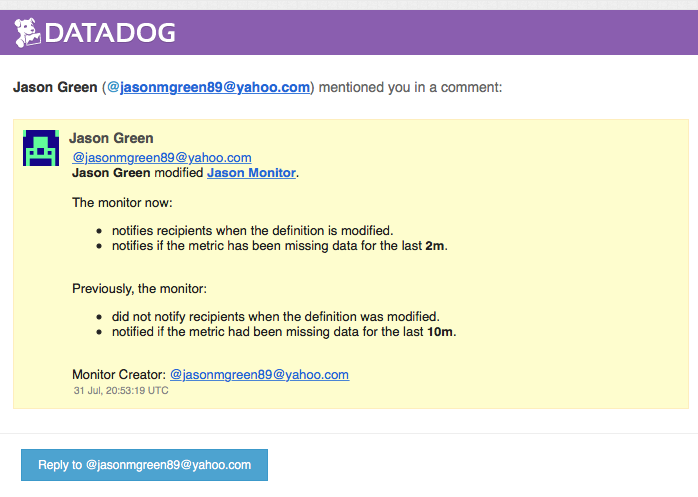 DATADOG
Jason Green (@jasonmgreen89@yahoo.com) mentioned you in a comment:
Jason Green
@jasonmgreen89@yahoo.com
Jason Green modified Jason Monitor.
The monitor now:
• notifies recipients when the definition is modified.
• notifies if the metric has been missing data for the last 2m.
Previously, the monitor:
• did not notify recipients when the definition was modified.
• notified if the metric had been missing data for the last 10m.
Monitor Creator: @jasonmgreen89@yahoo.com
31 Jul, 20:53:19 UTC
Reply to @jasonmgreen89@yahoo.com